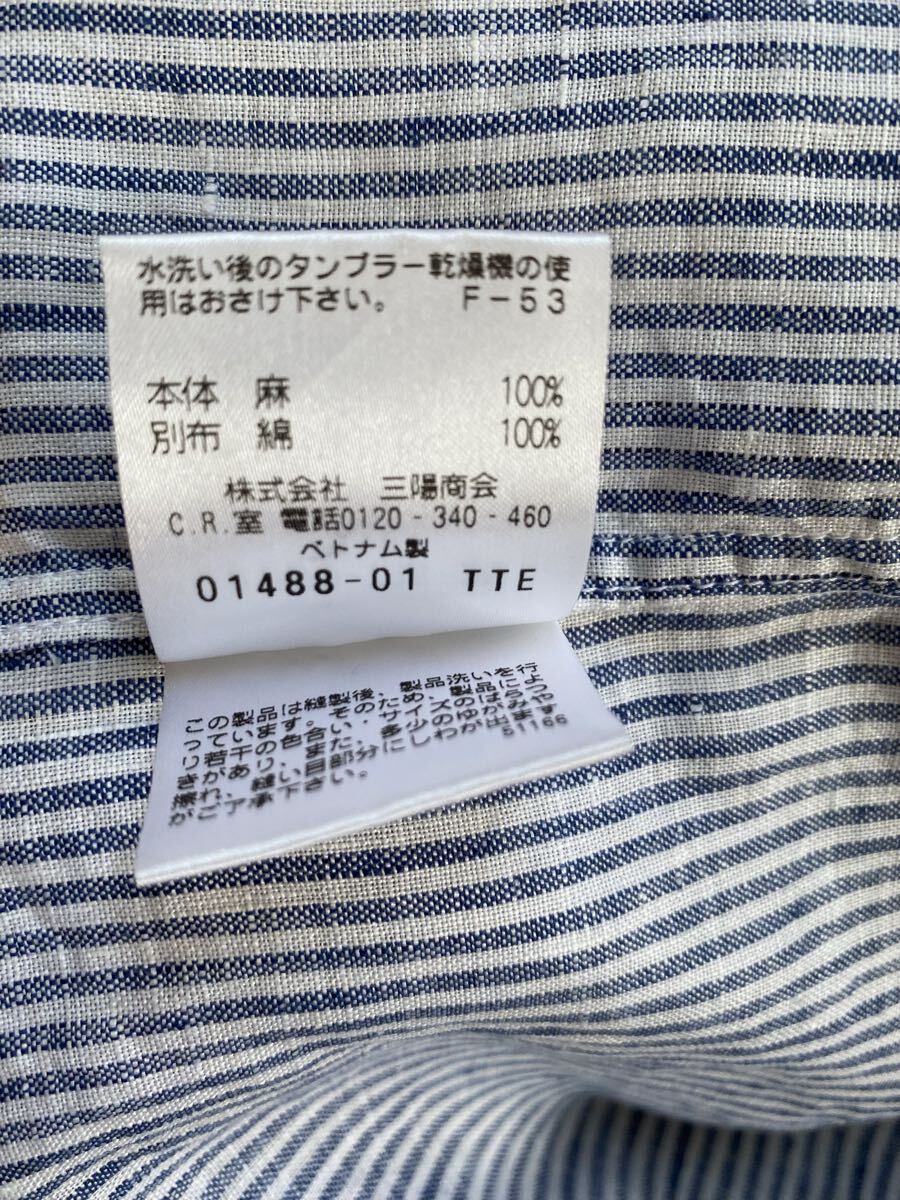 水洗い後のタンブラー乾燥機の使
用はおさけ下さい。 F-53
本体 麻 100%
別布 綿 100%
株式会社 三陽商会
C.R.室 電話0120-340-460
ベトナム製
01488-01 TTE
この製品は縫製後、製品洗いを行
っています。そのため、製品によ
り若干の色合い・サイズのばらつ
きがあり、また、多少のゆがみや
擦れ、縫い目部分にしわが出ます
がご了承下さい。 51166